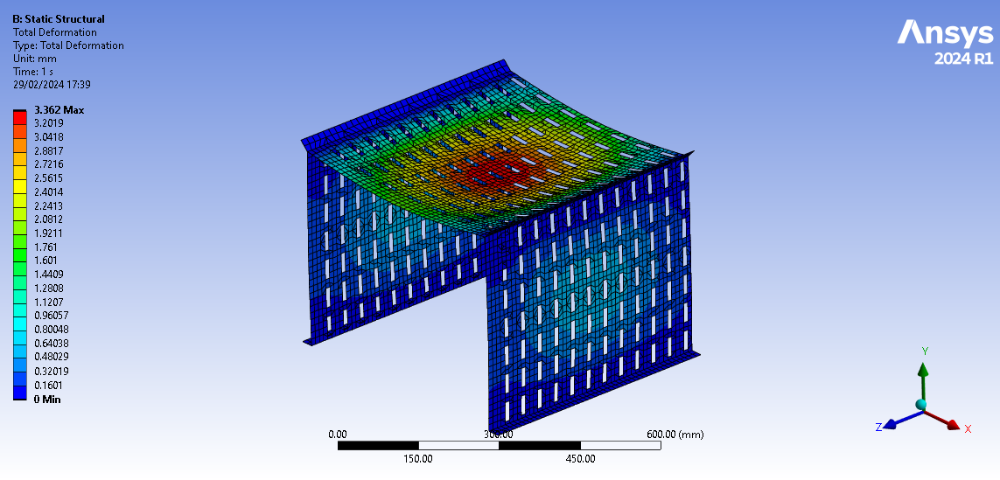 B: Static Structural
Total Deformation
Type: Total Deformation
Unit: mm
Time: 1 s
29/02/2024 17:39
3.362 Max
3.2019
3.0418
2.8817
2.7216
2.5615
2.4014
2.2413
2.0812
1.9211
1.761
1.601
1.4409
1.2808
1.1207
0.96057
0.80048
0.64038
0.48029
0.32019
0.1601
0 Min
Ansys
2024 R1
0.00 300.00 600.00 (mm)
150.00 450.00
Y
Z
X